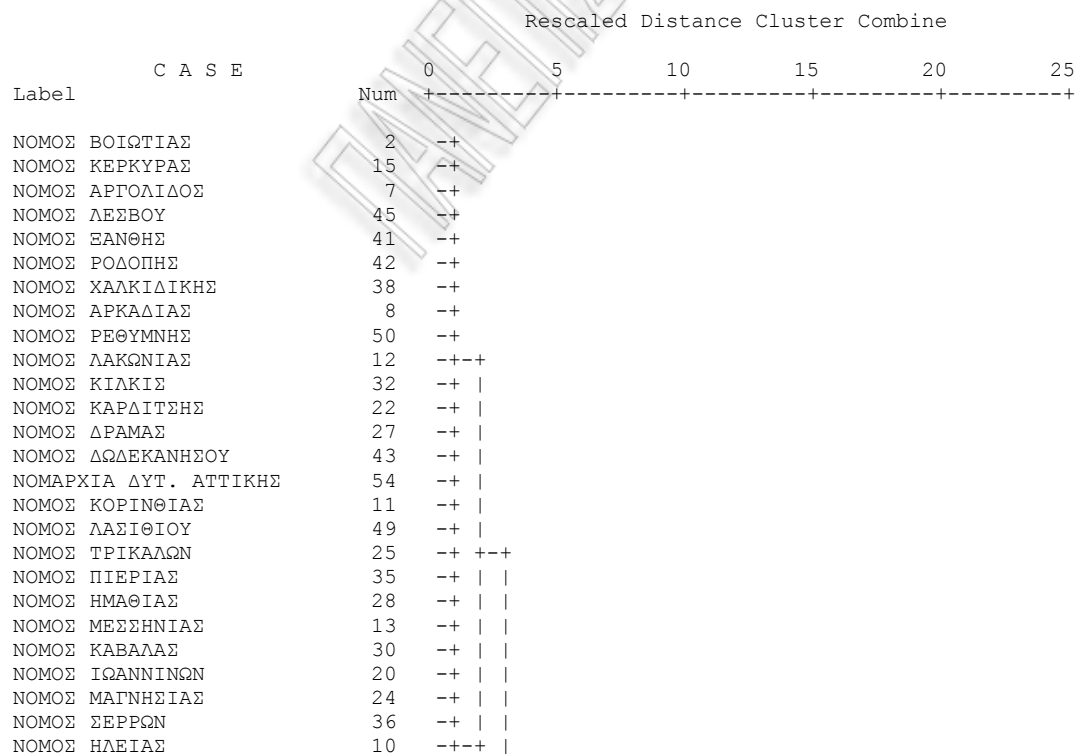 ΠΑΝΕΠ
Rescaled Distance Cluster Combine
C A S E 0 5 10 15 20 25
Label Num +---------+---------+---------+---------+---------+
ΝΟΜΟΣ ΒΟΙΩΤΙΑΣ 2 -+
ΝΟΜΟΣ ΚΕΡΚΥΡΑΣ 15 -+
ΝΟΜΟΣ ΑΡΓΟΛΙΔΟΣ 7 -+
ΝΟΜΟΣ ΛΕΣΒΟΥ 45 -+
ΝΟΜΟΣ ΞΑΝΘΗΣ 41 -+
ΝΟΜΟΣ ΡΟΔΟΠΗΣ 42 -+
ΝΟΜΟΣ ΧΑΛΚΙΔΙΚΗΣ 38 -+
ΝΟΜΟΣ ΑΡΚΑΔΙΑΣ 8 -+
ΝΟΜΟΣ ΡΕΘΥΜΝΗΣ 50 -+
ΝΟΜΟΣ ΛΑΚΩΝΙΑΣ 12 -+-+
ΝΟΜΟΣ ΚΙΛΚΙΣ 32 -+ |
ΝΟΜΟΣ ΚΑΡΔΙΤΣΗΣ 22 -+ |
ΝΟΜΟΣ ΔΡΑΜΑΣ 27 -+ |
ΝΟΜΟΣ ΔΩΔΕΚΑΝΗΣΟΥ 43 -+ |
ΝΟΜΑΡΧΙΑ ΔΥΤ. ΑΤΤΙΚΗΣ 54 -+ |
ΝΟΜΟΣ ΚΟΡΙΝΘΙΑΣ 11 -+ |
ΝΟΜΟΣ ΛΑΣΙΘΙΟΥ 49 -+ |
ΝΟΜΟΣ ΤΡΙΚΑΛΩΝ 25 -+ +-+
ΝΟΜΟΣ ΠΙΕΡΙΑΣ 35 -+ | |
ΝΟΜΟΣ ΗΜΑΘΙΑΣ 28 -+ | |
ΝΟΜΟΣ ΜΕΣΣΗΝΙΑΣ 13 -+ | |
ΝΟΜΟΣ ΚΑΒΑΛΑΣ 30 -+ | |
ΝΟΜΟΣ ΙΩΑΝΝΙΝΩΝ 20 -+ | |
ΝΟΜΟΣ ΜΑΓΝΗΣΙΑΣ 24 -+ | |
ΝΟΜΟΣ ΣΕΡΡΩΝ 36 -+ | |
ΝΟΜΟΣ ΗΛΕΙΑΣ 10 -+-+ |